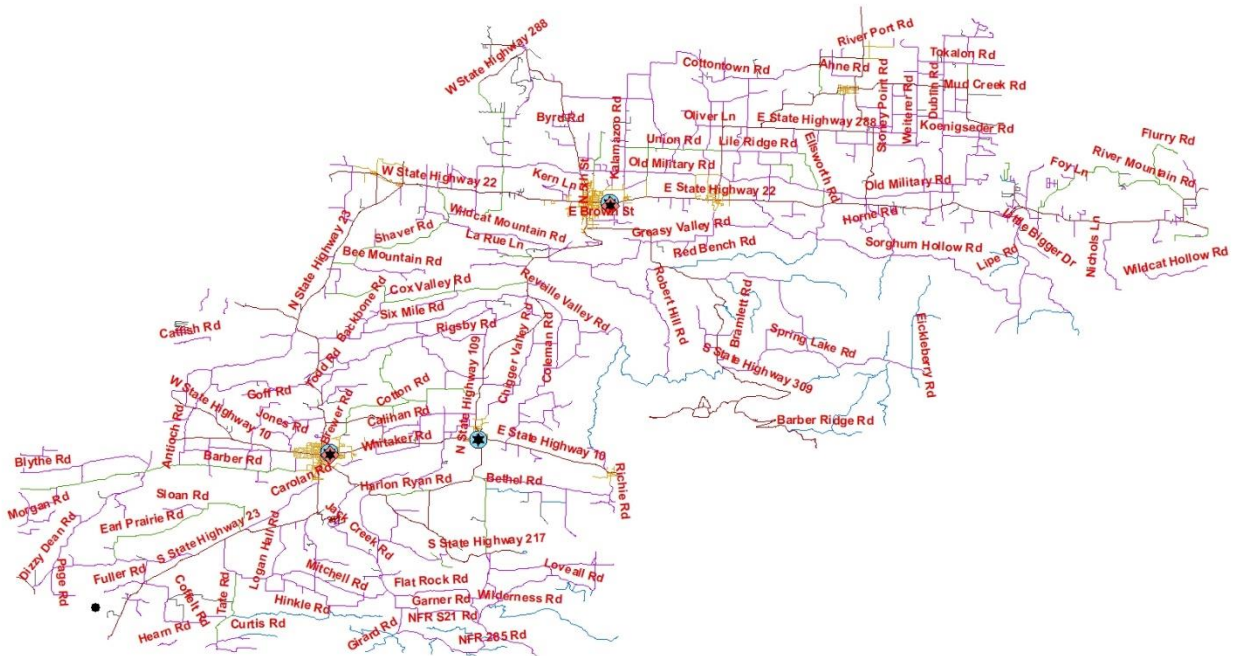 River Port Rd
W State Highway 288
Tokalon Rd
Cottontown Rd
Ahne Rd
Mud Creek Rd
Stoney Point Rd
Weiterer Rd
Dublin Rd
Byrd Rd
Kalamazoo Rd
Oliver Ln
E State Highway 288
Koenigseder Rd
Flurry Rd
Union Rd
Lile Ridge Rd
Ellsworth Rd
Foy Ln
River Mountain Rd
Old Military Rd
W State Highway 22
Kern Ln
E State Highway 22
Old Military Rd
E Brown St
Wildcat Mountain Rd
Horne Rd
Little Bigger Dr
Nichols Ln
Shaver Rd
La Rue Ln
Greasy Valley Rd
Red Bench Rd
Sorghum Hollow Rd
Lipe Rd
Wildcat Hollow Rd
N State Highway 23
Bee Mountain Rd
Cox Valley Rd
Reveille Valley Rd
Robert Hill Rd
Bramlett Rd
Backbone Rd
Six Mile Rd
Catfish Rd
Rigsby Rd
Spring Lake Rd
Eickleberry Rd
Todd Rd
N State Highway 109
Chigger Valley Rd
Coleman Rd
S State Highway 309
W State Highway 10
Goff Rd
Cotton Rd
Jones Rd
Brewer Rd
Calihan Rd
Barber Ridge Rd
Antioch Rd
Whitaker Rd
E State Highway 10
Blythe Rd
Barber Rd
Carolan Rd
Harlon Ryan Rd
Bethel Rd
Richie Rd
Morgan Rd
Sloan Rd
Earl Prairie Rd
Dizzy Dean Rd
S State Highway 23
Logan Hall Rd
Jack Creek Rd
S State Highway 217
Page Rd
Fuller Rd
Coffelt Rd
Tate Rd
Mitchell Rd
Flat Rock Rd
Loveall Rd
Hinkle Rd
Garner Rd
Wilderness Rd
Hearn Rd
Curtis Rd
Girard Rd
NFR S21 Rd
NFR 265 Rd